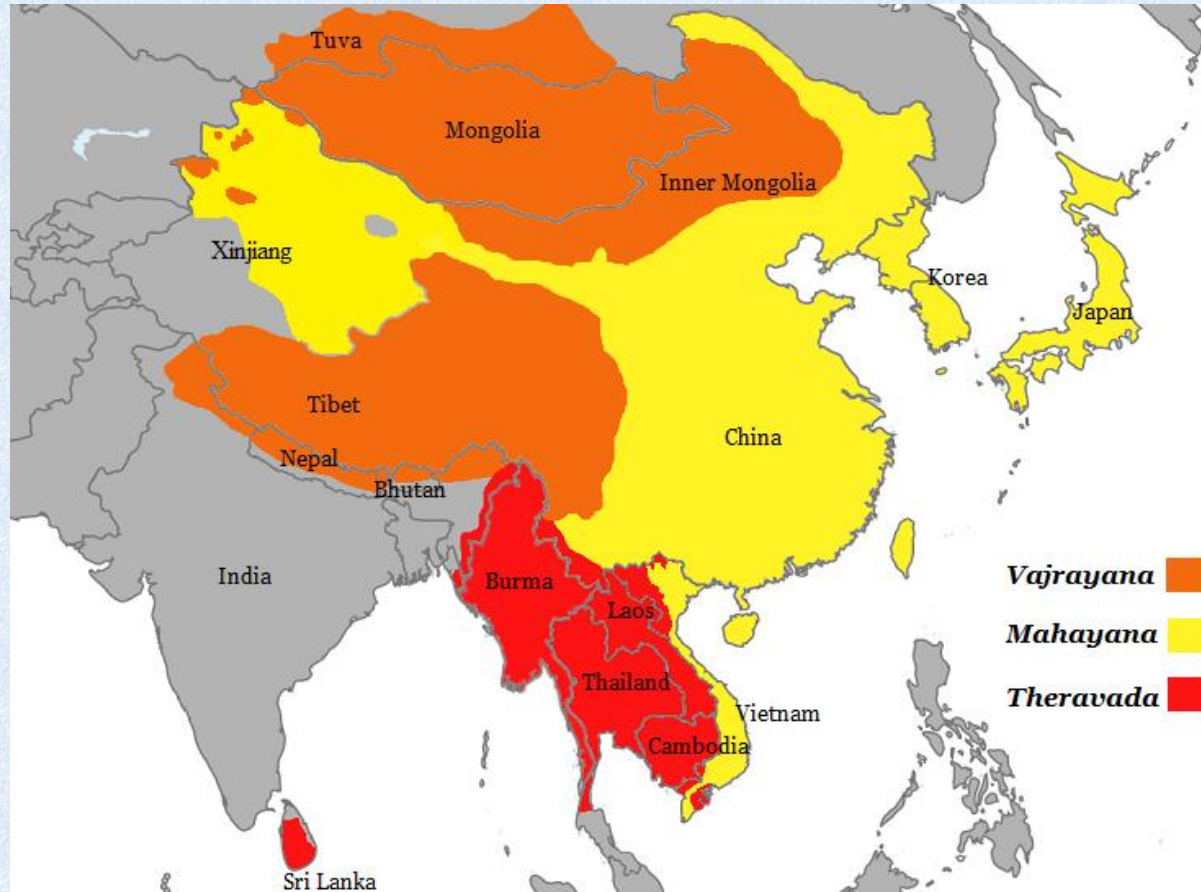 Tuva
Mongolia
Inner Mongolia
Xinjiang
Korea
Japan
Tibet
China
Nepal
Bhutan
India
Burma
Laos
Thailand
Vietnam
Cambodia
Sri Lanka
Vajrayana
Mahayana
Theravada